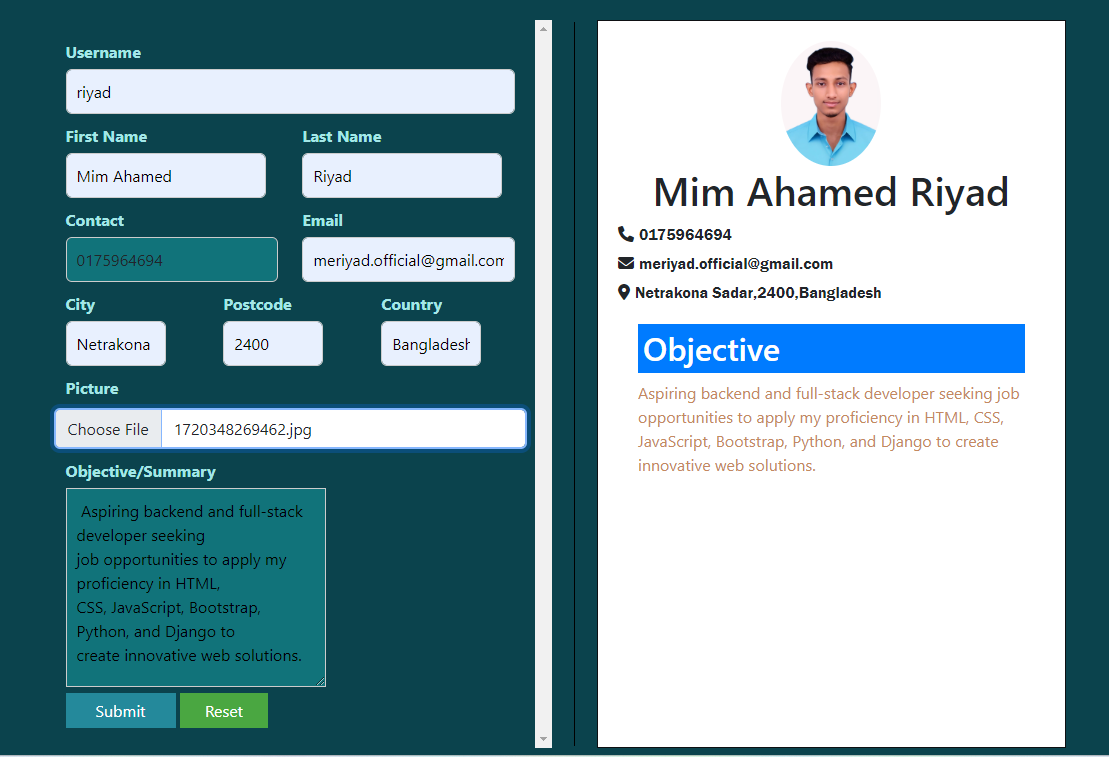 Username
riyad
First Name Last Name
Mim Ahamed Riyad
Contact Email
0175964694 meriyad.official@gmail.com
City Postcode Country
Netrakona 2400 Bangladesh
Picture
Choose File 1720348269462.jpg
Objective/Summary
Aspiring backend and full-stack
developer seeking
job opportunities to apply my
proficiency in HTML,
CSS, JavaScript, Bootstrap,
Python, and Django to
create innovative web solutions.
Submit Reset
Mim Ahamed Riyad
0175964694
meriyad.official@gmail.com
Netrakona Sadar,2400,Bangladesh
Objective
Aspiring backend and full-stack developer seeking job
opportunities to apply my proficiency in HTML, CSS,
JavaScript, Bootstrap, Python, and Django to create
innovative web solutions.